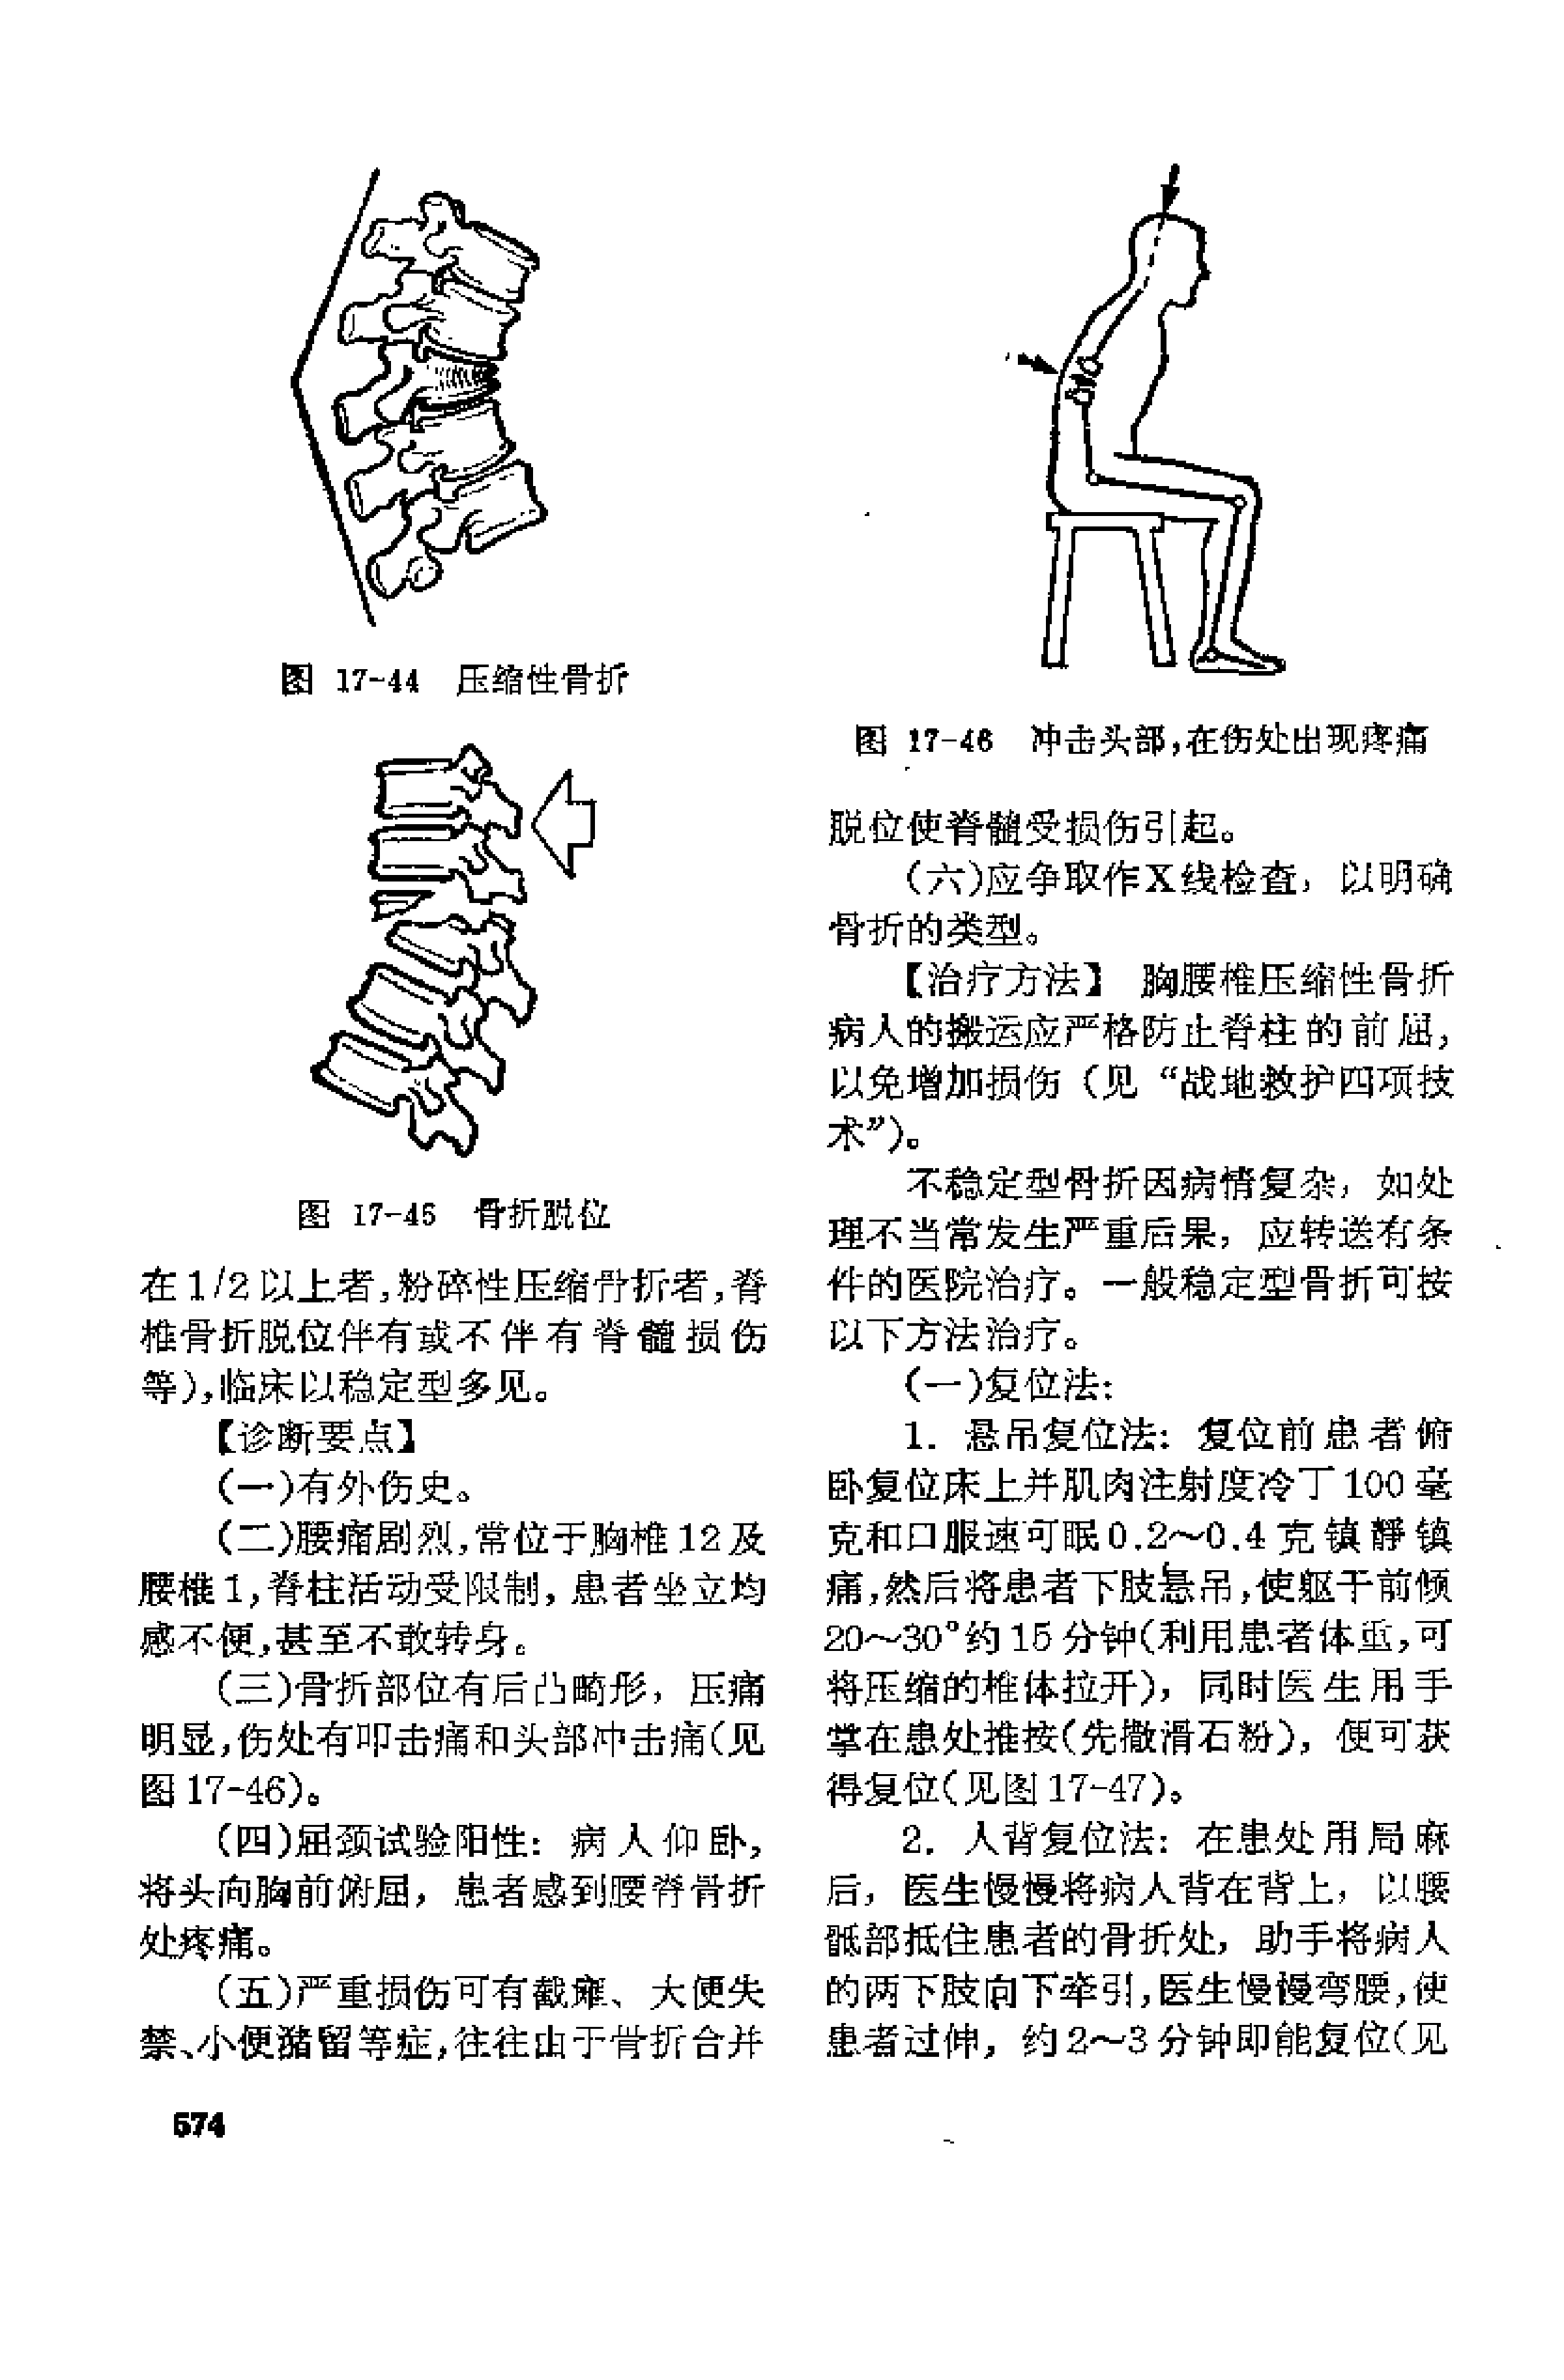 图 17-44 压缩性骨折
图 17-45 骨折脱位
在1/2以上者,粉碎性压缩骨折者,脊
椎骨折脱位伴有或不伴有脊髓损伤
等),临床以稳定型多见。
【诊断要点】
(一)有外伤史。
(二)腰痛剧烈,常位于胸椎12及
腰椎1,脊柱活动受限制,患者坐立均
感不便,甚至不敢转身。
(三)骨折部位有后凸畸形,压痛
明显,伤处有叩击痛和头部冲击痛(见
图17-46)。
(四)屈颈试验阳性:病人仰卧,
将头向胸前俯屈,患者感到腰脊骨折
处疼痛。
(五)严重损伤可有截瘫、大便失
禁、小便潴留等症,往往由于骨折合并
图 17-46 冲击头部,在伤处出现疼痛
脱位使脊髓受损伤引起。
(六)应争取作X线检查,以明确
骨折的类型。
【治疗方法】 胸腰椎压缩性骨折
病人的搬运应严格防止脊柱的前屈,
以免增加损伤(见“战地救护四项技
术”)。
不稳定型骨折因病情复杂,如处
理不当常发生严重后果,应转送有条
件的医院治疗。一般稳定型骨折可按
以下方法治疗。
(一)复位法:
1. 悬吊复位法:复位前患者俯
卧复位床上并肌肉注射度冷丁100毫
克和口服速可眠0.2～0.4克镇静镇
痛,然后将患者下肢悬吊,使躯干前倾
20～30°约15分钟(利用患者体重,可
将压缩的椎体拉开),同时医生用手
掌在患处推按(先撒滑石粉),便可获
得复位(见图17-47)。
2. 人背复位法:在患处用局麻
后,医生慢慢将病人背在背上,以腰
骶部抵住患者的骨折处,助手将病人
的两下肢向下牵引,医生慢慢弯腰,使
患者过伸,约2～3分钟即能复位(见
574